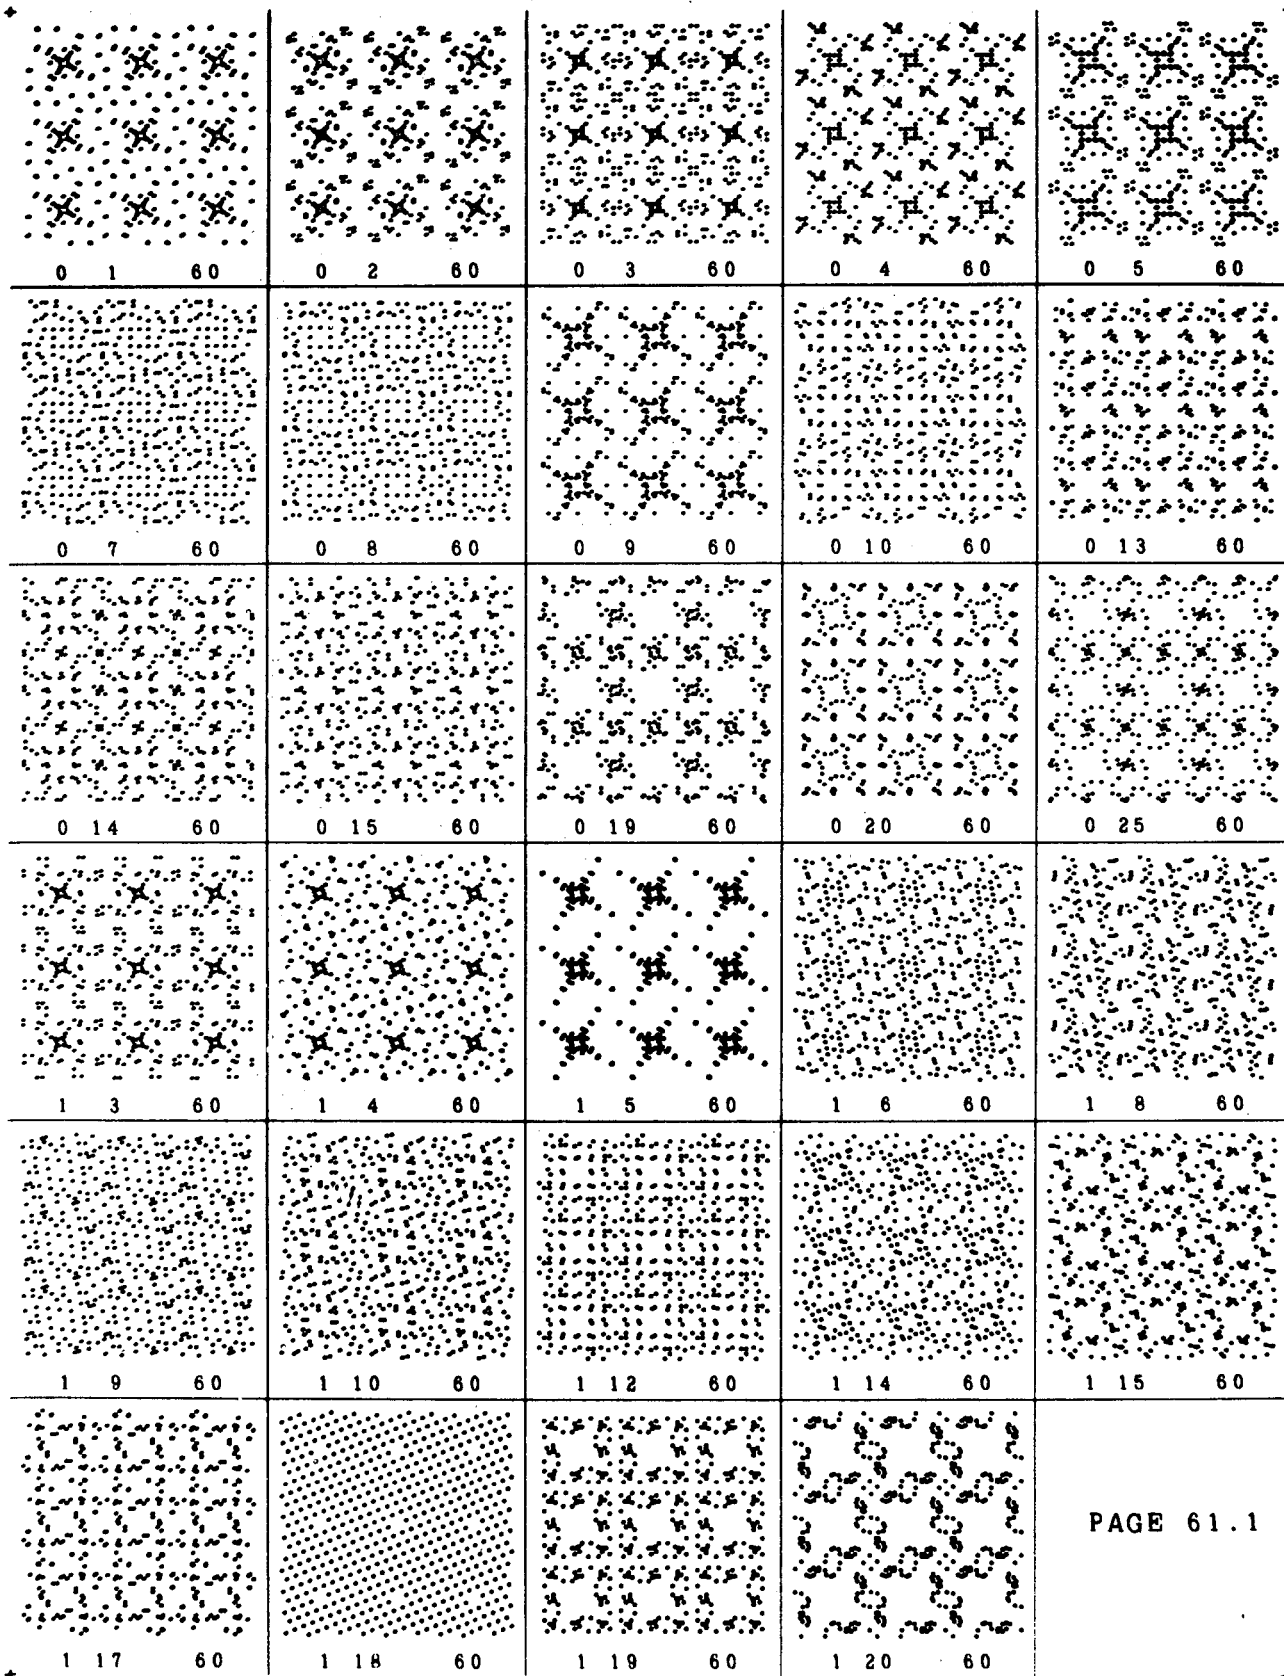 0 1 60 0 2 60 0 3 60 0 4 60 0 5 60
0 7 60 0 8 60 0 9 60 0 10 60 0 13 60
0 14 60 0 15 60 0 19 60 0 20 60 0 25 60
1 3 60 1 4 60 1 5 60 1 6 60 1 8 60
1 9 60 1 10 60 1 12 60 1 14 60 1 15 60
PAGE 61.1
1 17 60 1 18 60 1 19 60 1 20 60